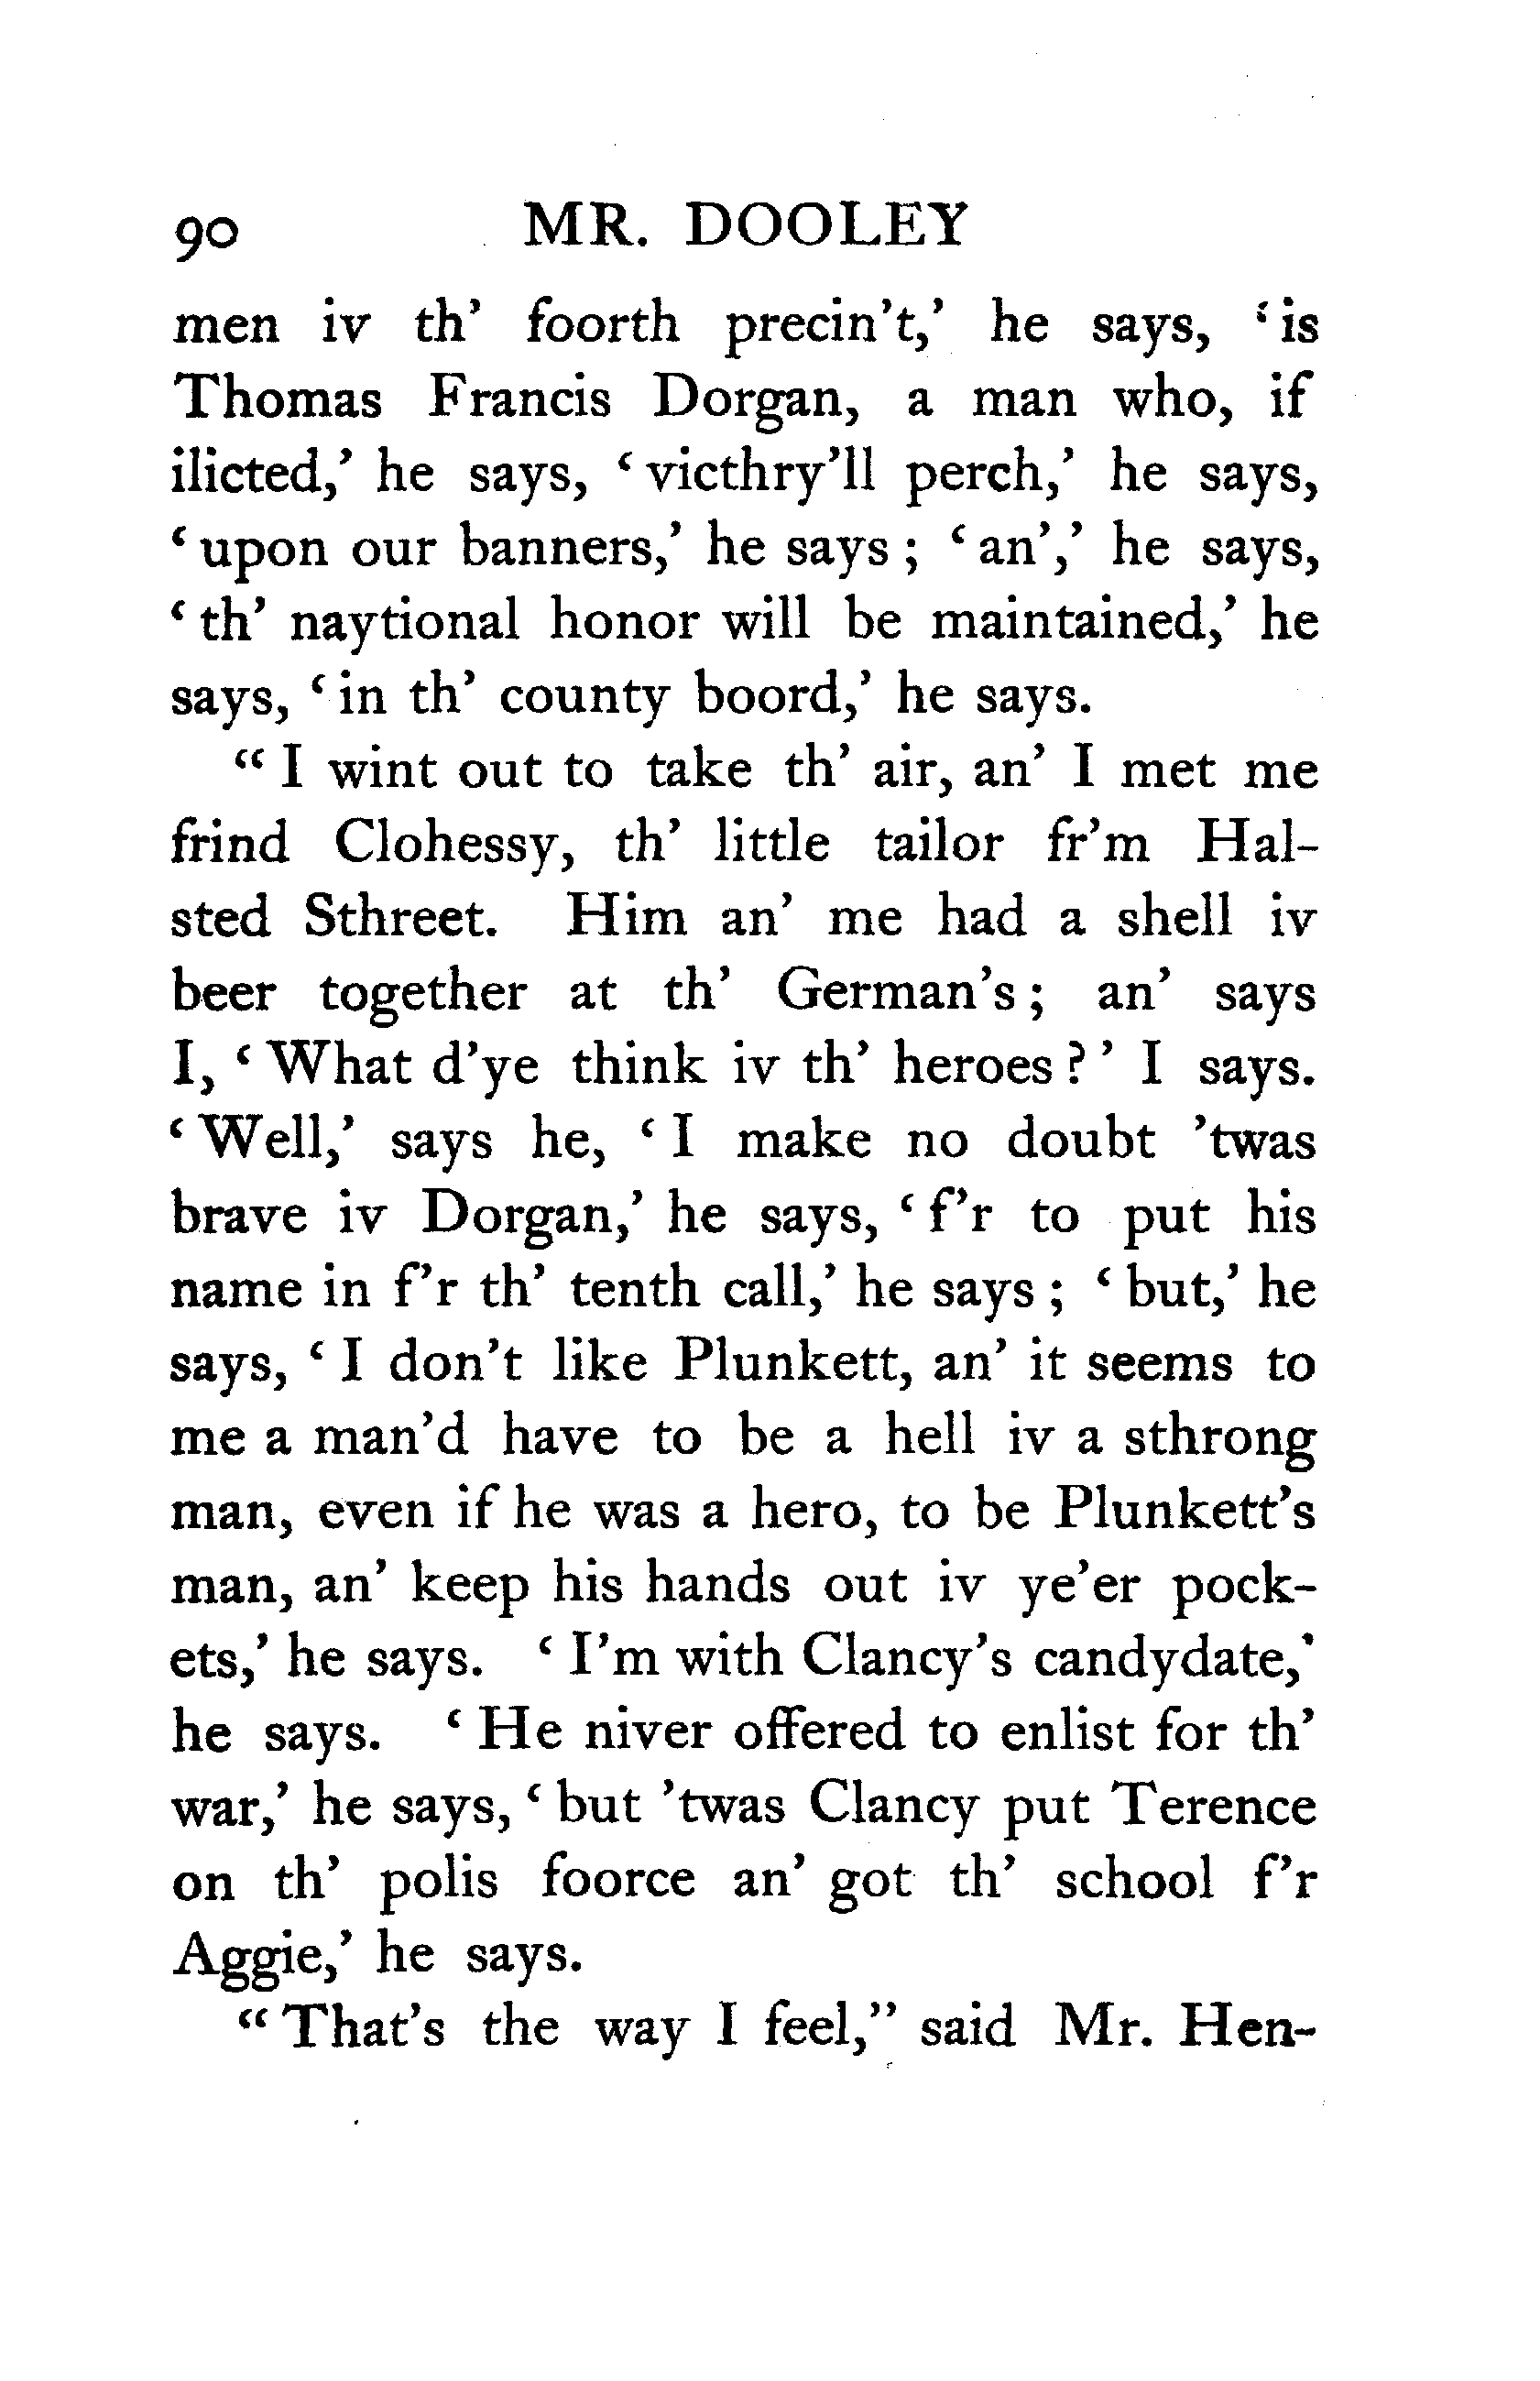 90 MR. DOOLEY
men iv th' foorth precin't,' he says, 'is
Thomas Francis Dorgan, a man who, if
ilicted,' he says, 'victhry'll perch,' he says,
'upon our banners,' he says; 'an',' he says,
'th' naytional honor will be maintained,' he
says, 'in th' county boord,' he says.
"I wint out to take th' air, an' I met me
frind Clohessy, th' little tailor fr'm Hal-
sted Sthreet. Him an' me had a shell iv
beer together at th' German's; an' says
I, 'What d'ye think iv th' heroes?' I says.
'Well,' says he, 'I make no doubt 'twas
brave iv Dorgan,' he says, 'f'r to put his
name in f'r th' tenth call,' he says; 'but,' he
says, 'I don't like Plunkett, an' it seems to
me a man'd have to be a hell iv a sthrong
man, even if he was a hero, to be Plunkett's
man, an' keep his hands out iv ye'er pock-
ets,' he says. 'I'm with Clancy's candydate,'
he says. 'He niver offered to enlist for th'
war,' he says, 'but 'twas Clancy put Terence
on th' polis foorce an' got th' school f'r
Aggie,' he says.
"That's the way I feel," said Mr. Hen-